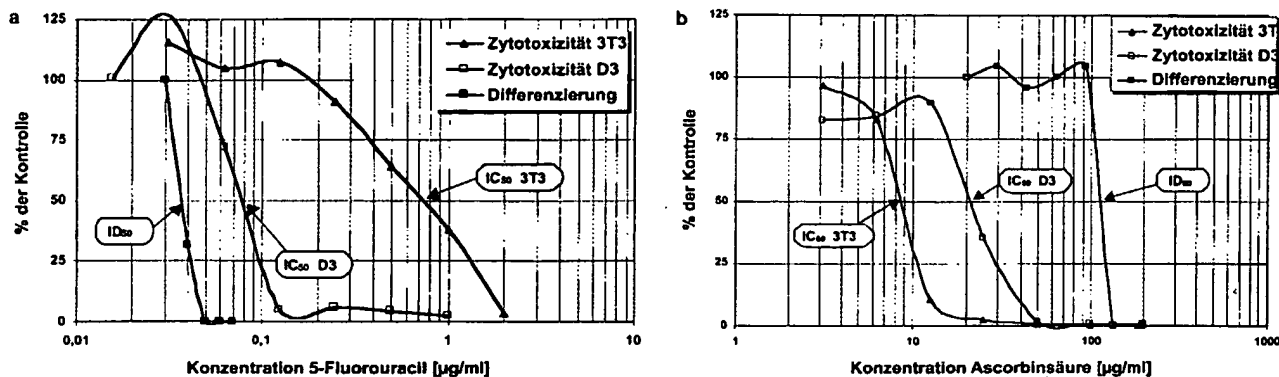 a
125
100
75
50
25
0
% der Kontrolle
Zytotoxizität 3T3
Zytotoxizität D3
Differenzierung
IC₅₀ 3T3
ID₅₀
IC₅₀ D3
0,01
0,1
1
10
Konzentration 5-Fluorouracil [µg/ml]
b
125
100
75
50
25
0
% der Kontrolle
Zytotoxizität 3T
Zytotoxizität D3
Differenzierung
IC₅₀ D3
ID₅₀
IC₅₀ 3T3
1
10
100
1000
Konzentration Ascorbinsäure [µg/ml]